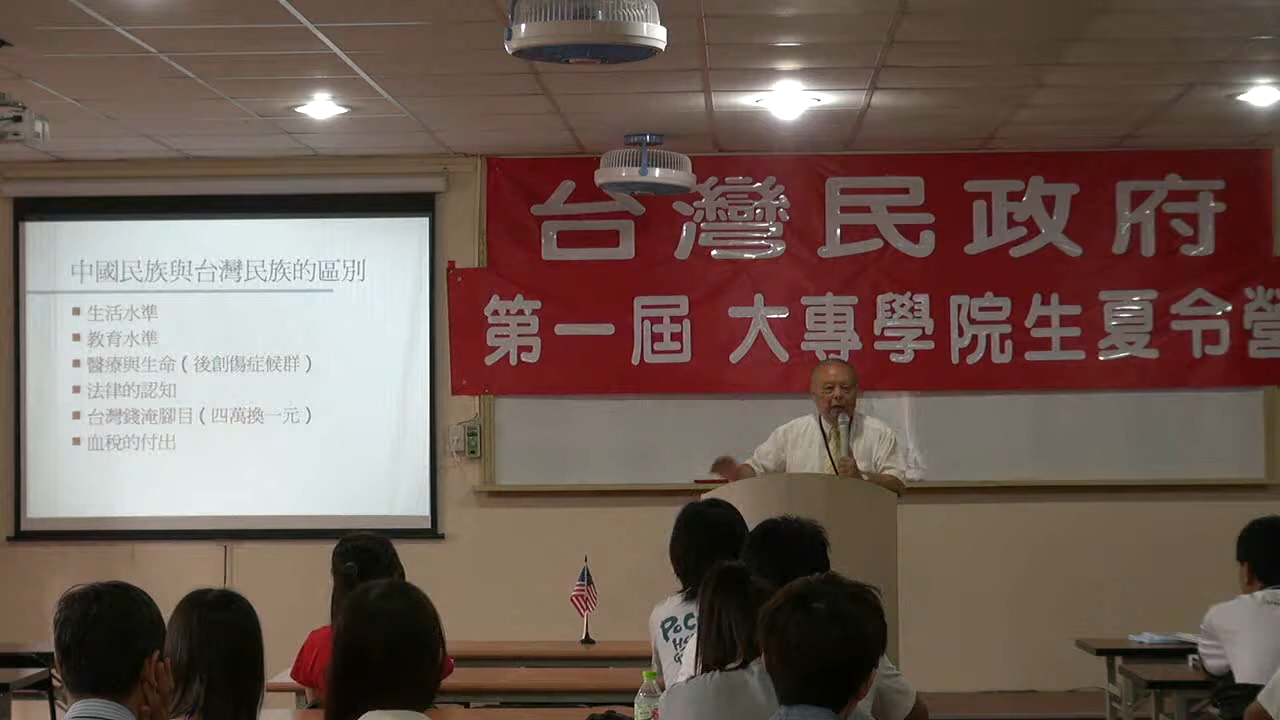 台灣民政府
第一屆 大專學院生夏令營
中國民族與台灣民族的區別
生活水準
教育水準
醫療與生命(後創傷症候群)
法律的認知
台灣錢淹腳目(四萬換一元)
血稅的付出